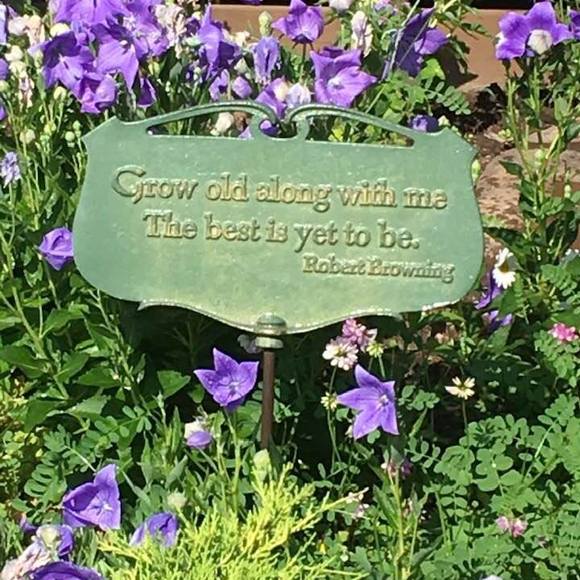 Grow old along with me
The best is yet to be.
Robert Browning